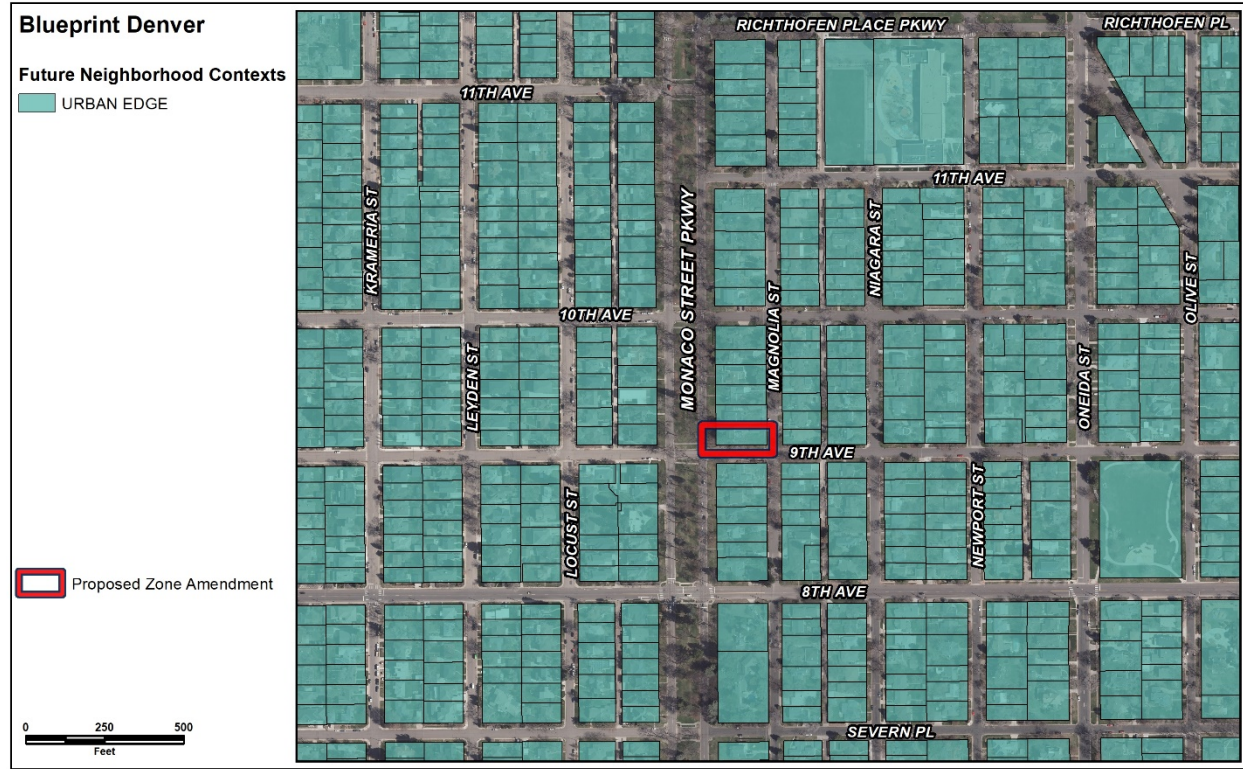 Blueprint Denver
Future Neighborhood Contexts
URBAN EDGE
Proposed Zone Amendment
0 250 500
Feet
RICHTHOFEN PLACE PKWY
RICHTHOFEN PL
11TH AVE
11TH AVE
KRAMERIA ST
MONACO STREET PKWY
NIAGARA ST
OLIVE ST
10TH AVE
MAGNOLIA ST
LEYDEN ST
ONEIDA ST
9TH AVE
LOCUST ST
NEWPORT ST
8TH AVE
SEVERN PL